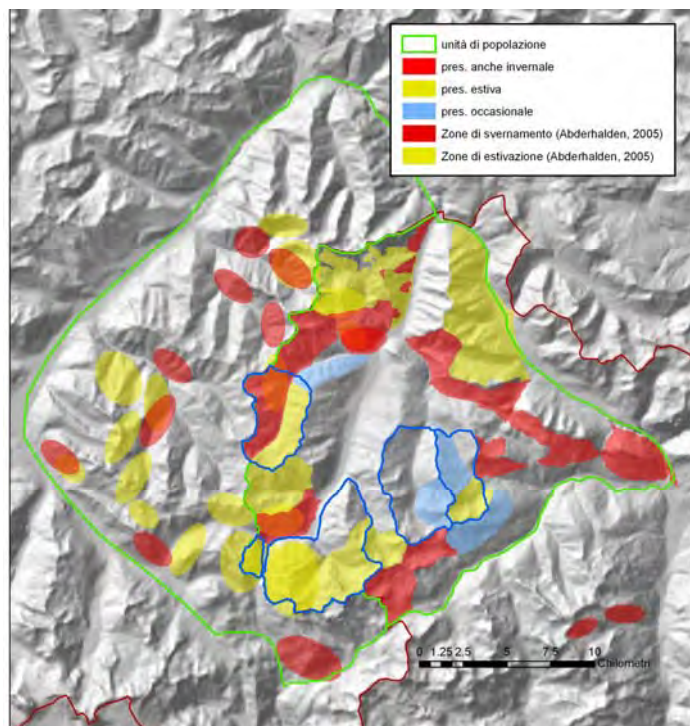 unità di popolazione
pres. anche invernale
pres. estiva
pres. occasionale
Zone di svernamento (Abderhalden, 2005)
Zone di estivazione (Abderhalden, 2005)
0 1.25 2.5 5 7.5 10
Chilometri